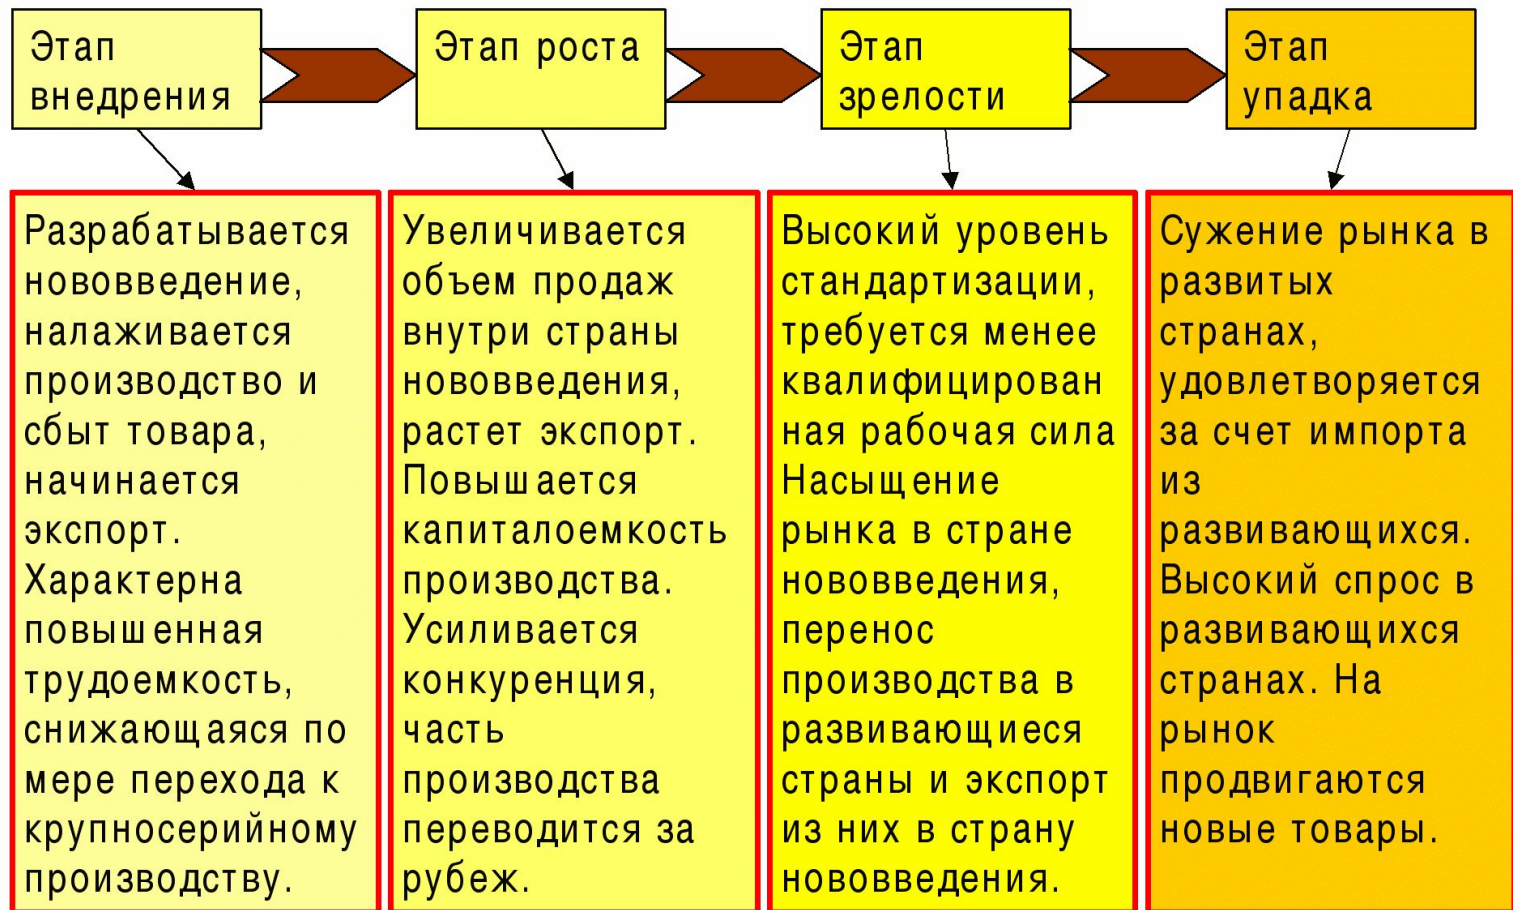 Этап
внедрения
Этап роста
Этап
зрелости
Этап
упадка
Разрабатывается
нововведение,
налаживается
производство и
сбыт товара,
начинается
экспорт.
Характерна
повышенная
трудоемкость,
снижающаяся по
мере перехода к
крупносерийному
производству.
Увеличивается
объем продаж
внутри страны
нововведения,
растет экспорт.
Повышается
капиталоемкость
производства.
Усиливается
конкуренция,
часть
производства
переводится за
рубеж.
Высокий уровень
стандартизации,
требуется менее
квалифицирован
ная рабочая сила
Насыщение
рынка в стране
нововведения,
перенос
производства в
развивающиеся
страны и экспорт
из них в страну
нововведения.
Сужение рынка в
развитых
странах,
удовлетворяется
за счет импорта
из
развивающихся.
Высокий спрос в
развивающихся
странах. На
рынок
продвигаются
новые товары.